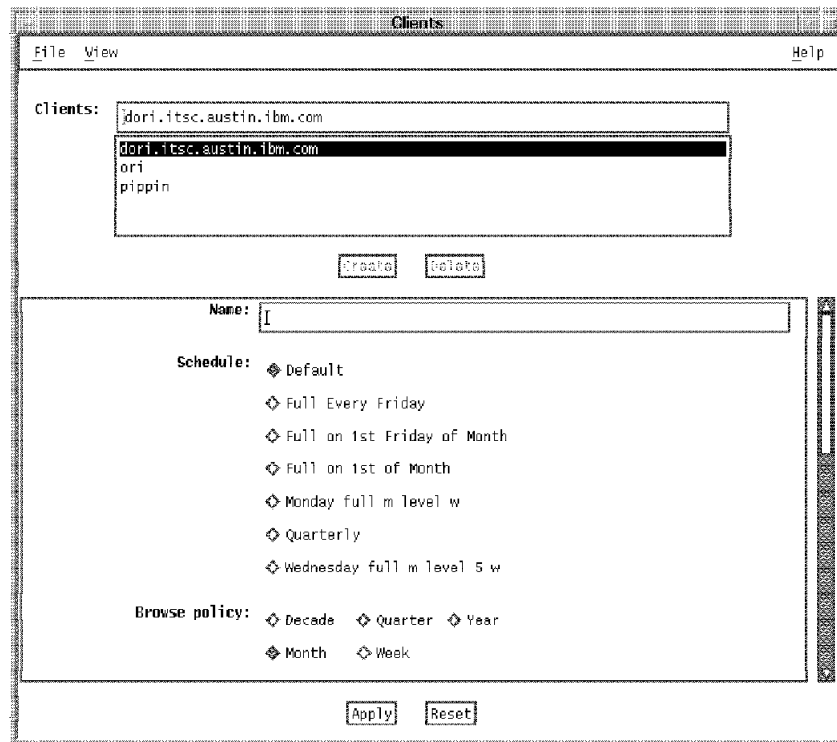 Clients
File View Help
Clients: dori.itsc.austin.ibm.com
dori.itsc.austin.ibm.com
ori
pippin
Create Delete
Name:
Schedule: Default
Full Every Friday
Full on 1st Friday of Month
Full on 1st of Month
Monday full m level w
Quarterly
Wednesday full m level 5 w
Browse policy: Decade Quarter Year
Month Week
Apply Reset